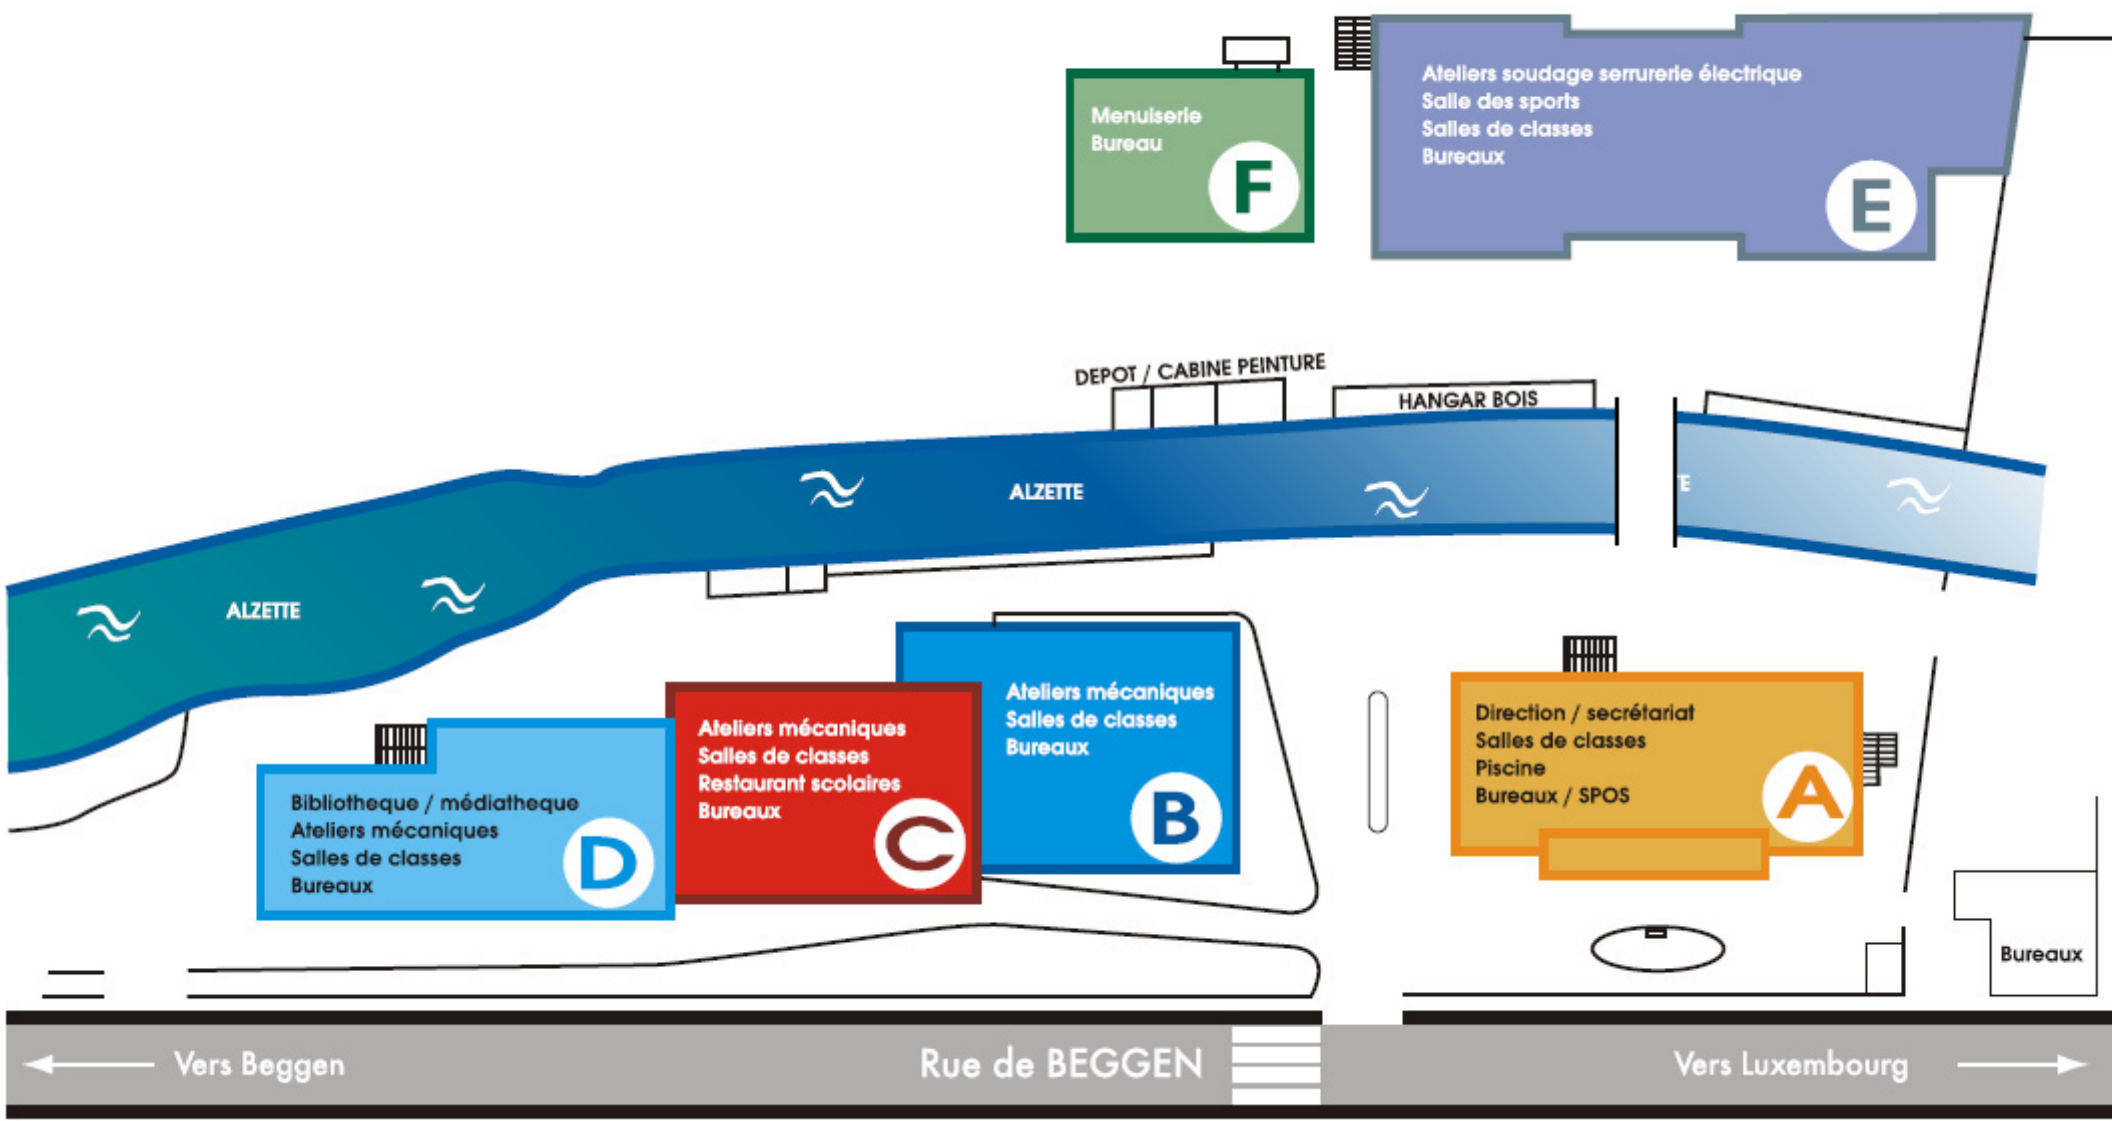 Ateliers soudage serrurerie électrique
Salle des sports
Salles de classes
Bureaux
E
Menuiserie
Bureau
F
DEPOT / CABINE PEINTURE
HANGAR BOIS
ALZETTE
TE
ALZETTE
Ateliers mécaniques
Salles de classes
Bureaux
B
Direction / secrétariat
Salles de classes
Piscine
Bureaux / SPOS
A
Ateliers mécaniques
Salles de classes
Restaurant scolaires
Bureaux
C
Bibliotheque / médiatheque
Ateliers mécaniques
Salles de classes
Bureaux
D
Bureaux
Vers Beggen
Rue de BEGGEN
Vers Luxembourg